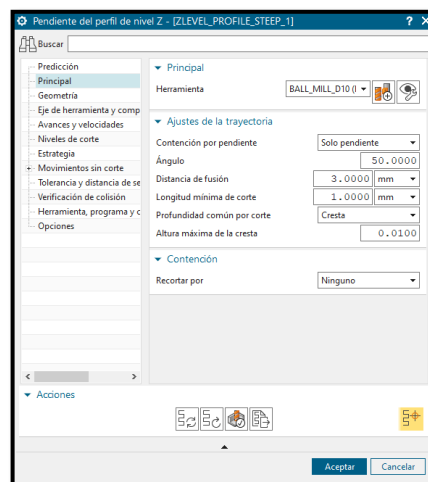 Pendiente del perfil de nivel Z - [ZLEVEL_PROFILE_STEEP_1]
Buscar
Predicción
Principal
Geometría
Eje de herramienta y comp
Avances y velocidades
Niveles de corte
Estrategia
Movimientos sin corte
Tolerancia y distancia de se
Verificación de colisión
Herramienta, programa y c
Opciones
Principal
Herramienta BALL_MILL_D10 (
Ajustes de la trayectoria
Contención por pendiente Solo pendiente
Ángulo 50.0000
Distancia de fusión 3.0000 mm
Longitud mínima de corte 1.0000 mm
Profundidad común por corte Cresta
Altura máxima de la cresta 0.0100
Contención
Recortar por Ninguno
Acciones
Aceptar Cancelar